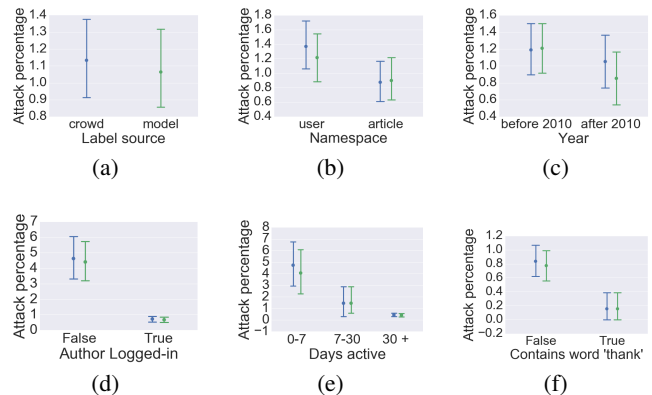 Attack percentage
1.4
1.3
1.2
1.1
1.0
0.9
0.8
crowd model
Label source
(a)
Attack percentage
1.8
1.6
1.4
1.2
1.0
0.8
0.6
0.4
user article
Namespace
(b)
Attack percentage
1.6
1.4
1.2
1.0
0.8
0.6
0.4
before 2010 after 2010
Year
(c)
Attack percentage
7
6
5
4
3
2
1
0
False True
Author Logged-in
(d)
Attack percentage
8
7
6
5
4
3
2
1
0
−1
0-7 7-30 30 +
Days active
(e)
Attack percentage
1.2
1.0
0.8
0.6
0.4
0.2
0.0
−0.2
False True
Contains word 'thank'
(f)